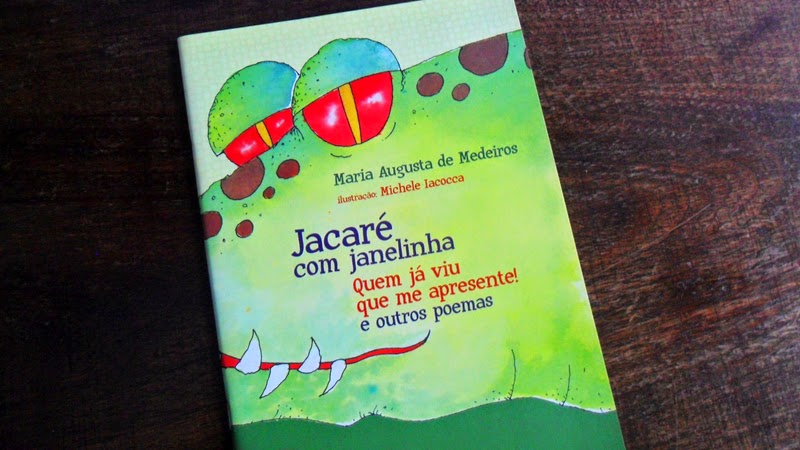 Maria Augusta de Medeiros
ilustração: Michele Iacocca
Jacaré
com janelinha
Quem já viu
que me apresente!
e outros poemas